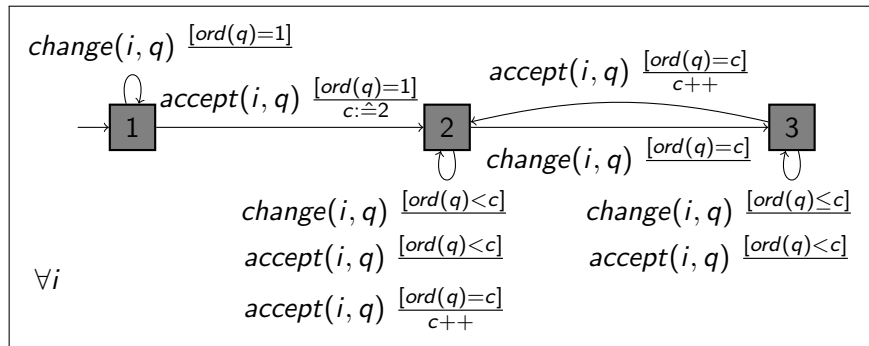 change(i, q) [ord(q)=1]
accept(i, q) [ord(q)=1]
c:≙2
accept(i, q) [ord(q)=c]
c++
1
2
3
change(i, q) [ord(q)=c]
change(i, q) [ord(q)<c]
accept(i, q) [ord(q)<c]
accept(i, q) [ord(q)=c]
c++
change(i, q) [ord(q)≤c]
accept(i, q) [ord(q)<c]
∀i